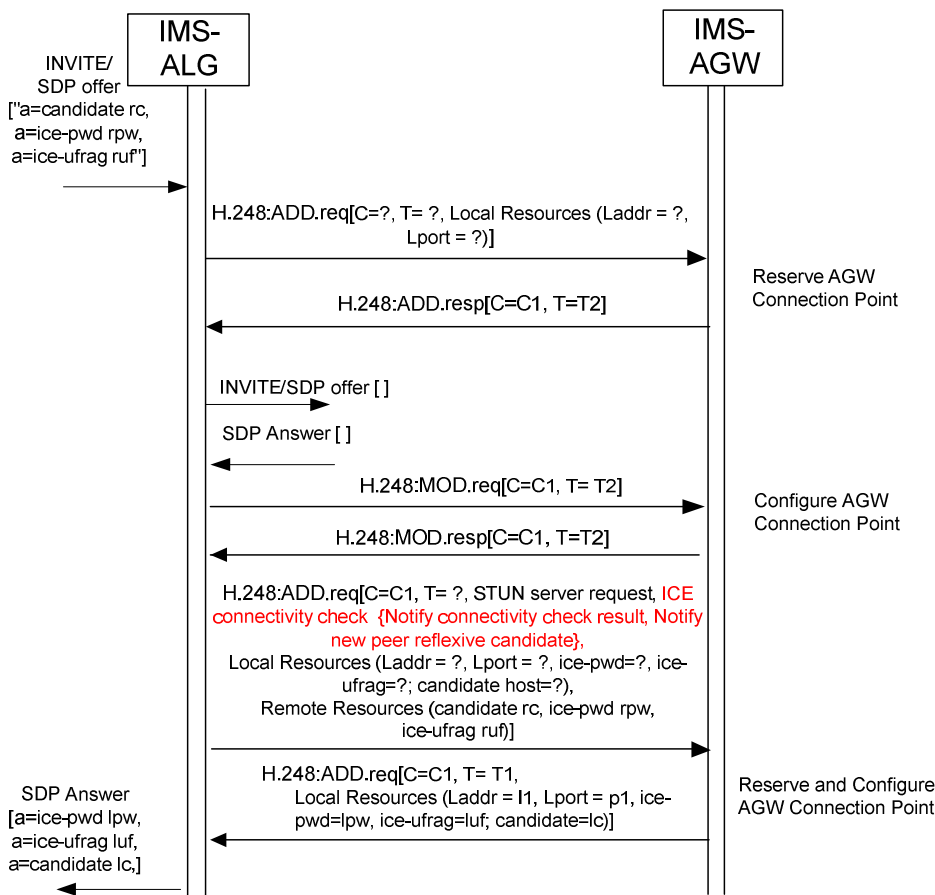 IMS-
ALG
IMS-
AGW
INVITE/
SDP offer
["a=candidate rc,
a=ice-pwd rpw,
a=ice-ufrag ruf"]
H.248:ADD.req[C=?, T= ?, Local Resources (Laddr = ?,
Lport = ?)]
Reserve AGW
Connection Point
H.248:ADD.resp[C=C1, T=T2]
INVITE/SDP offer [ ]
SDP Answer [ ]
H.248:MOD.req[C=C1, T= T2]
Configure AGW
Connection Point
H.248:MOD.resp[C=C1, T=T2]
H.248:ADD.req[C=C1, T= ?, STUN server request, ICE
connectivity check {Notify connectivity check result, Notify
new peer reflexive candidate},
Local Resources (Laddr = ?, Lport = ?, ice-pwd=?, ice-
ufrag=?; candidate host=?),
Remote Resources (candidate rc, ice-pwd rpw,
ice-ufrag ruf)]
H.248:ADD.req[C=C1, T= T1,
Local Resources (Laddr = l1, Lport = p1, ice-
pwd=lpw, ice-ufrag=luf; candidate=lc)]
Reserve and Configure
AGW Connection Point
SDP Answer
[a=ice-pwd lpw,
a=ice-ufrag luf,
a=candidate lc,]